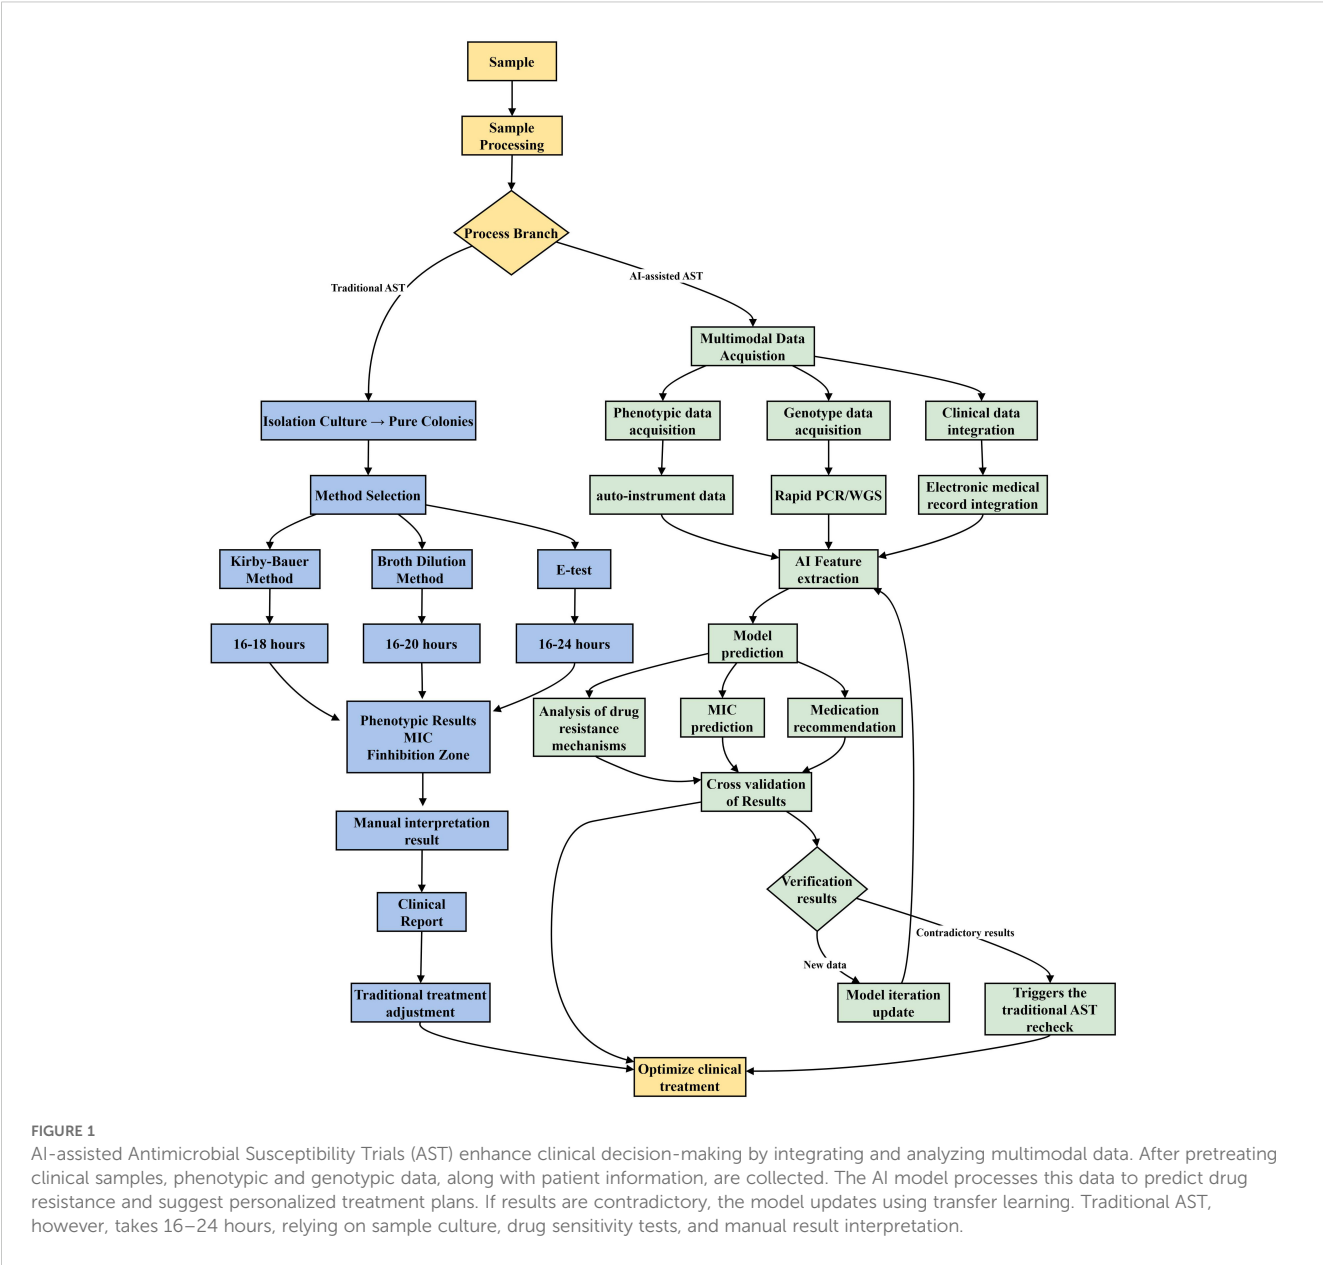 Sample
Sample
Processing
Process Branch
Traditional AST
AI-assisted AST
Multimodal Data
Acquistion
Isolation Culture → Pure Colonies
Phenotypic data
acquisition
Genotype data
acquisition
Clinical data
integration
Method Selection
auto-instrument data
Rapid PCR/WGS
Electronic medical
record integration
Kirby-Bauer
Method
Broth Dilution
Method
E-test
AI Feature
extraction
16-18 hours
16-20 hours
16-24 hours
Model
prediction
Phenotypic Results
MIC
Finhibition Zone
Analysis of drug
resistance
mechanisms
MIC
prediction
Medication
recommendation
Cross validation
of Results
Manual interpretation
result
Verification
results
Clinical
Report
Contradictory results
New data
Traditional treatment
adjustment
Model iteration
update
Triggers the
traditional AST
recheck
Optimize clinical
treatment
FIGURE 1
AI-assisted Antimicrobial Susceptibility Trials (AST) enhance clinical decision-making by integrating and analyzing multimodal data. After pretreating
clinical samples, phenotypic and genotypic data, along with patient information, are collected. The AI model processes this data to predict drug
resistance and suggest personalized treatment plans. If results are contradictory, the model updates using transfer learning. Traditional AST,
however, takes 16–24 hours, relying on sample culture, drug sensitivity tests, and manual result interpretation.